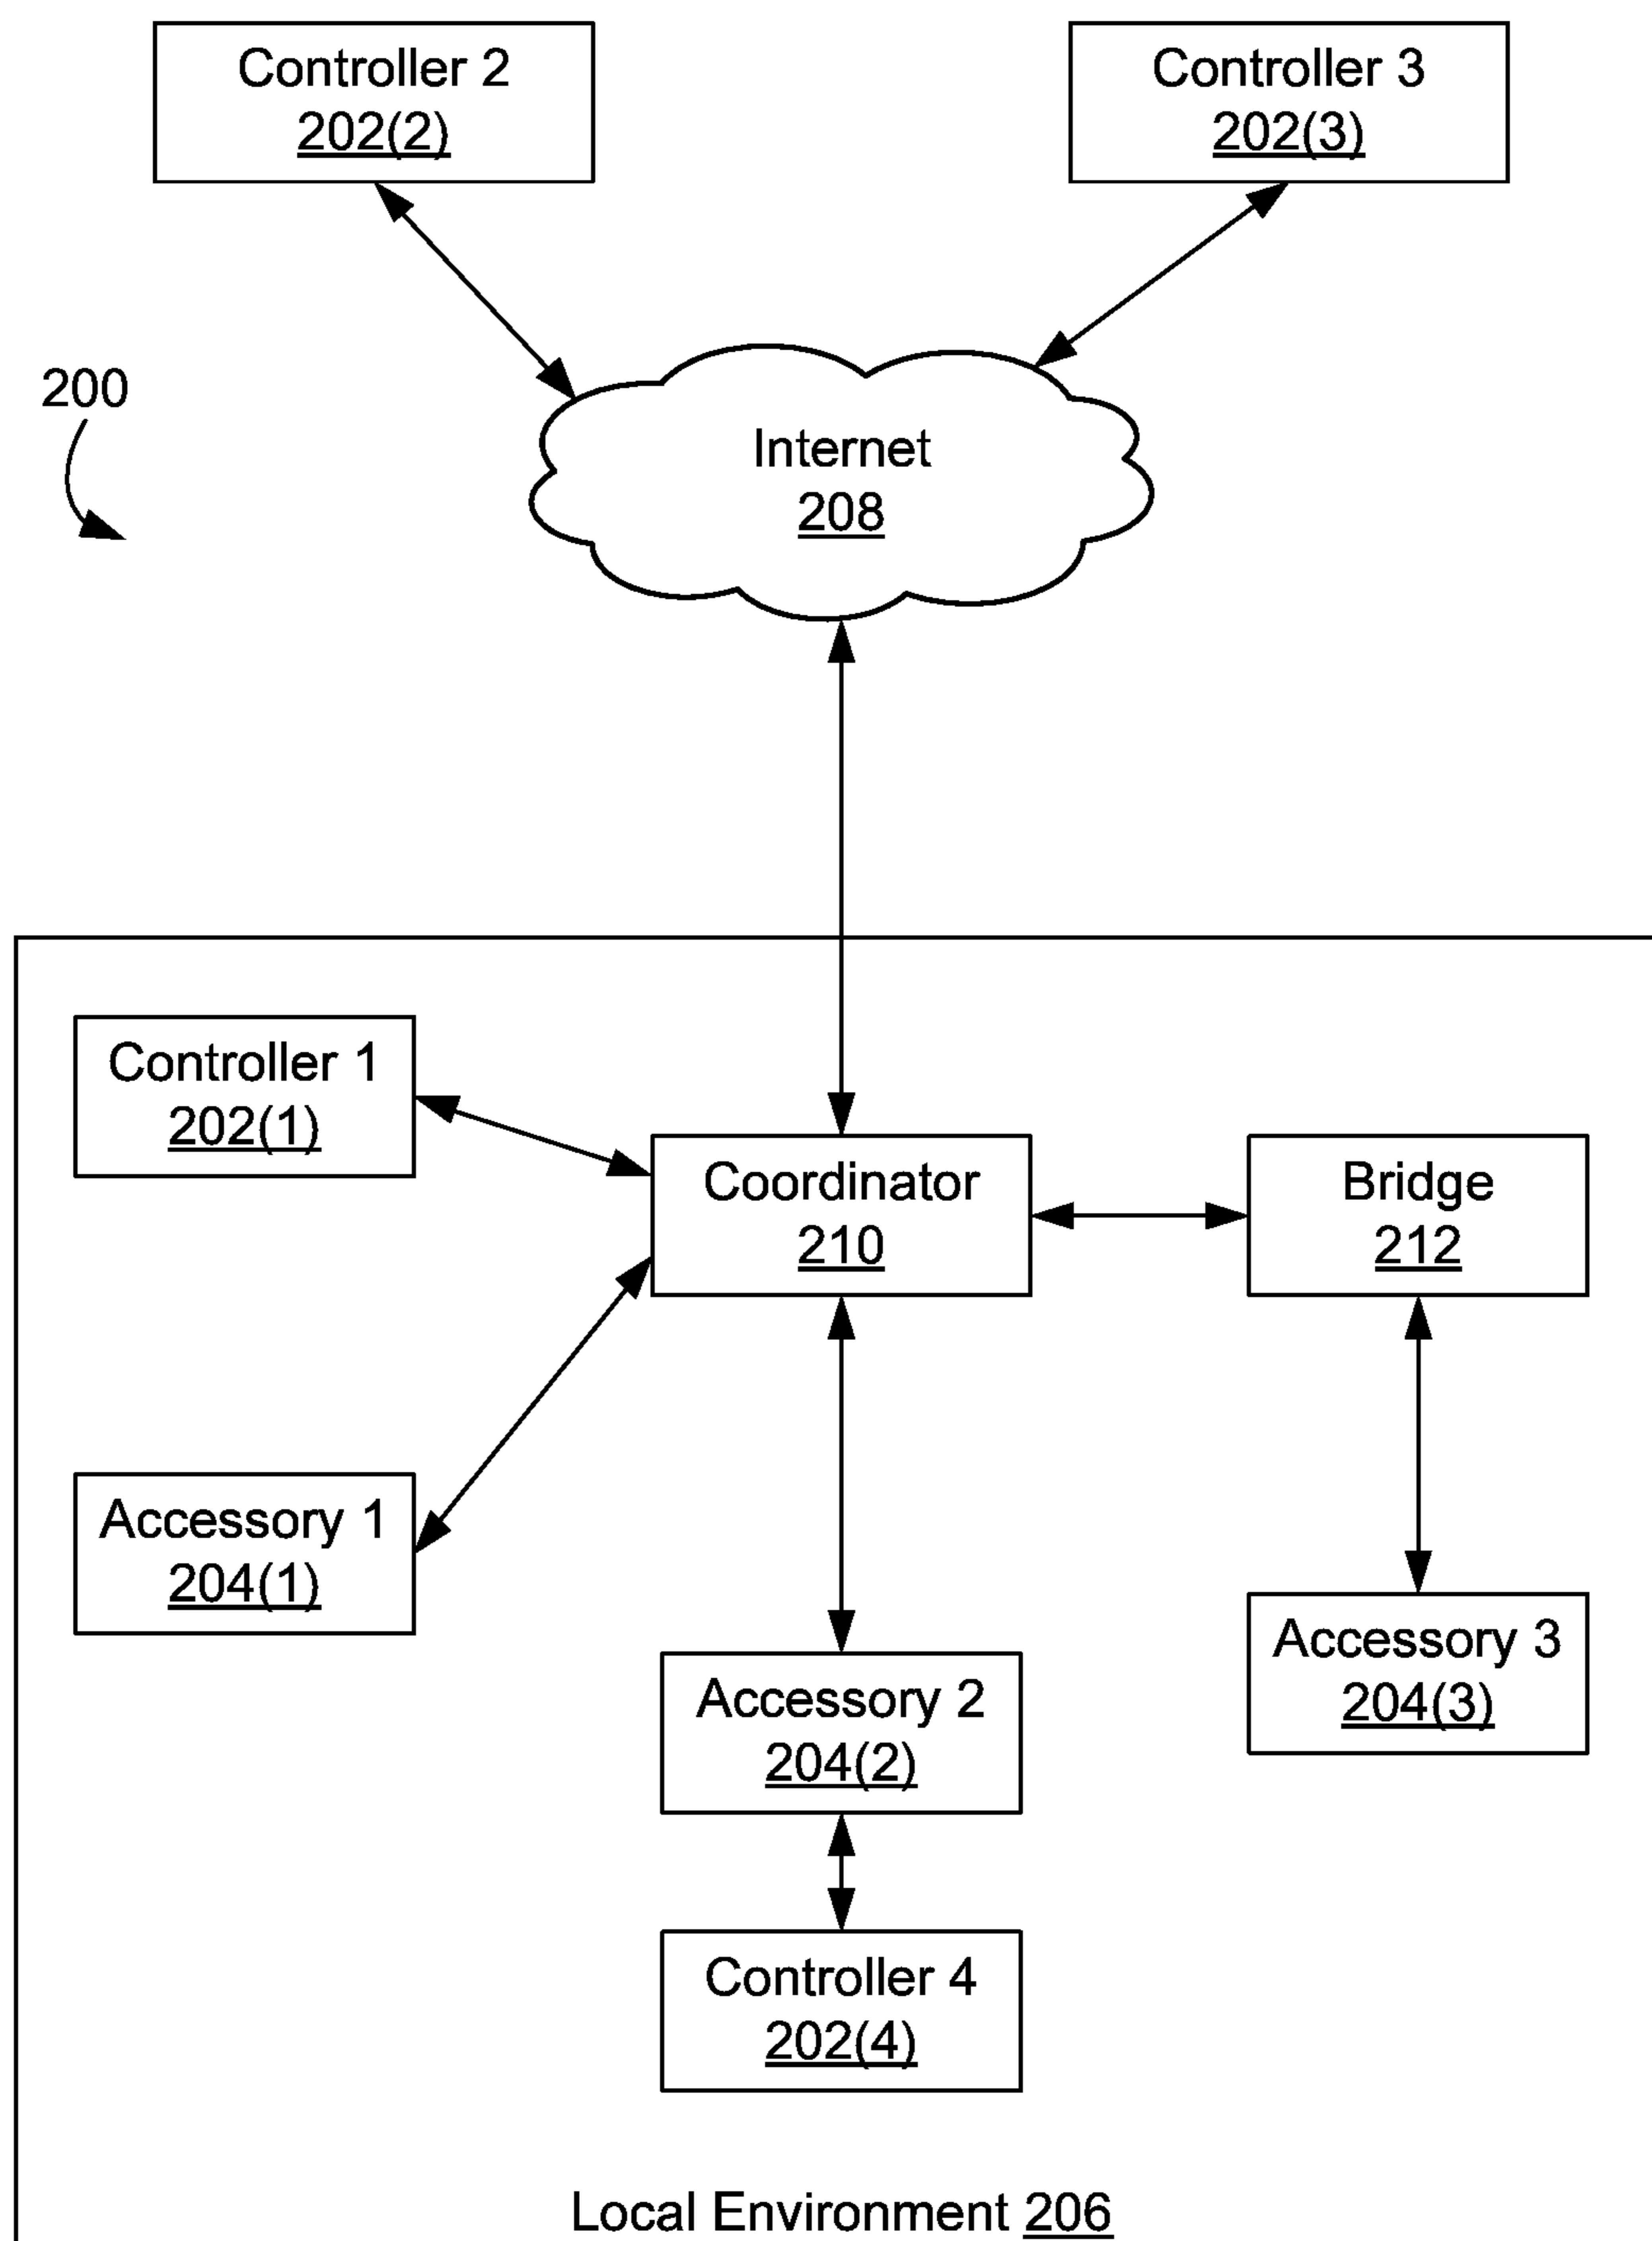 Controller 2
202(2)
Controller 3
202(3)
200
Internet
208
Controller 1
202(1)
Coordinator
210
Bridge
212
Accessory 1
204(1)
Accessory 2
204(2)
Accessory 3
204(3)
Controller 4
202(4)
Local Environment 206